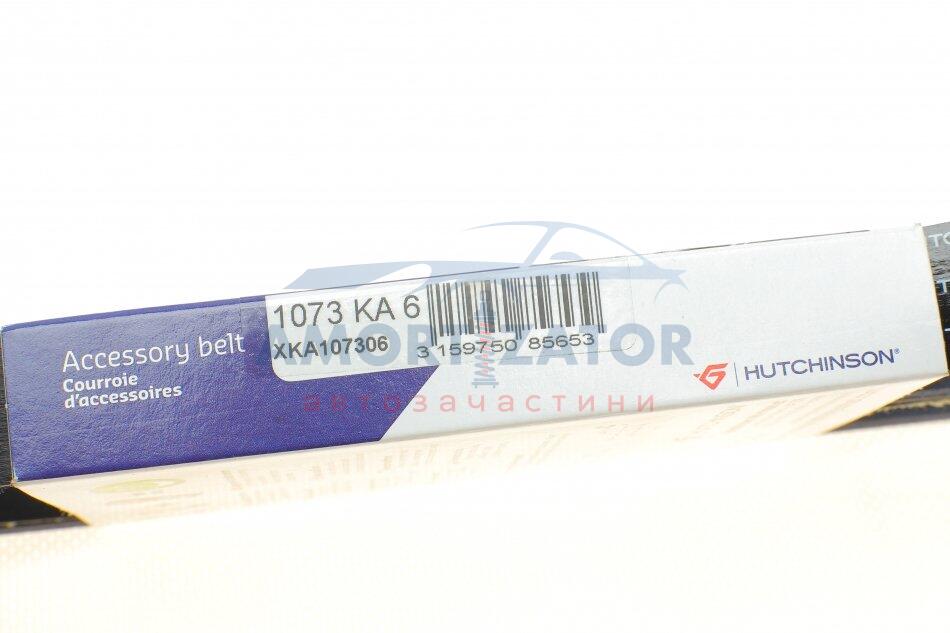 1073 KA 6
XKA107306
3 159750 85653
Accessory belt
Courroie
d'accessoires
HUTCHINSON®
AMORTIZATOR
автозачастини